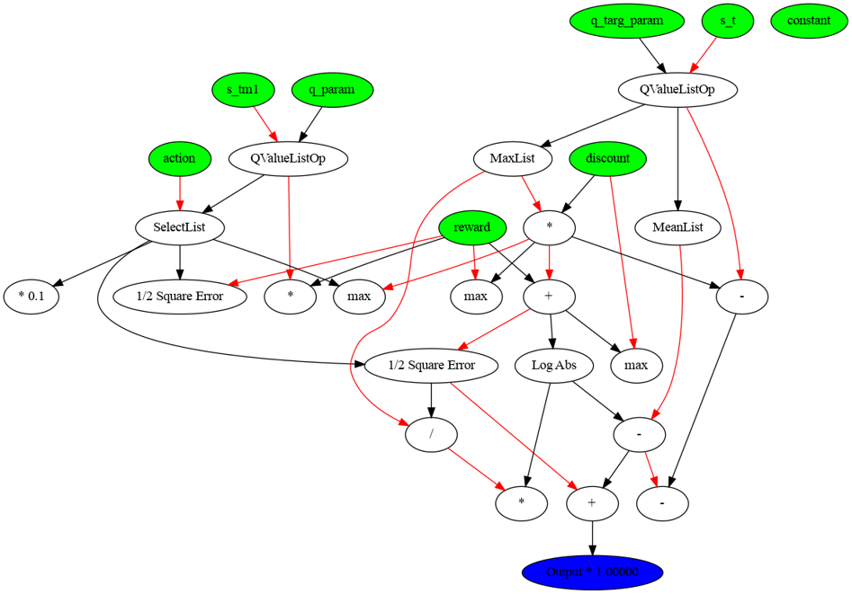 q_targ_param
s_t
constant
s_tm1
q_param
QValueListOp
action
QValueListOp
MaxList
discount
SelectList
reward
*
MeanList
* 0.1
1/2 Square Error
*
max
max
+
-
1/2 Square Error
Log Abs
max
/
-
*
+
-
Output * 1.00000